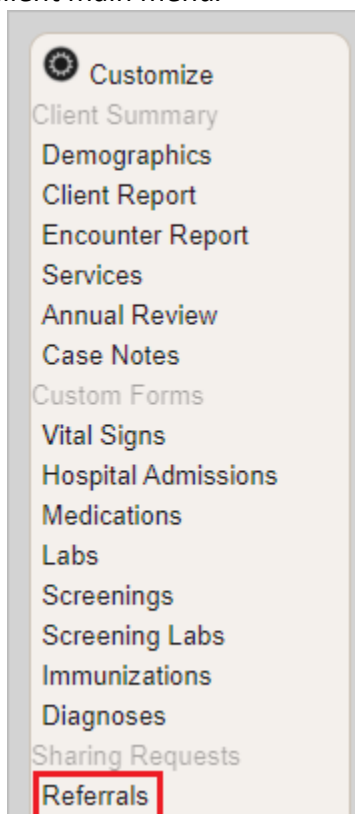 Customize
Client Summary
Demographics
Client Report
Encounter Report
Services
Annual Review
Case Notes
Custom Forms
Vital Signs
Hospital Admissions
Medications
Labs
Screenings
Screening Labs
Immunizations
Diagnoses
Sharing Requests
Referrals